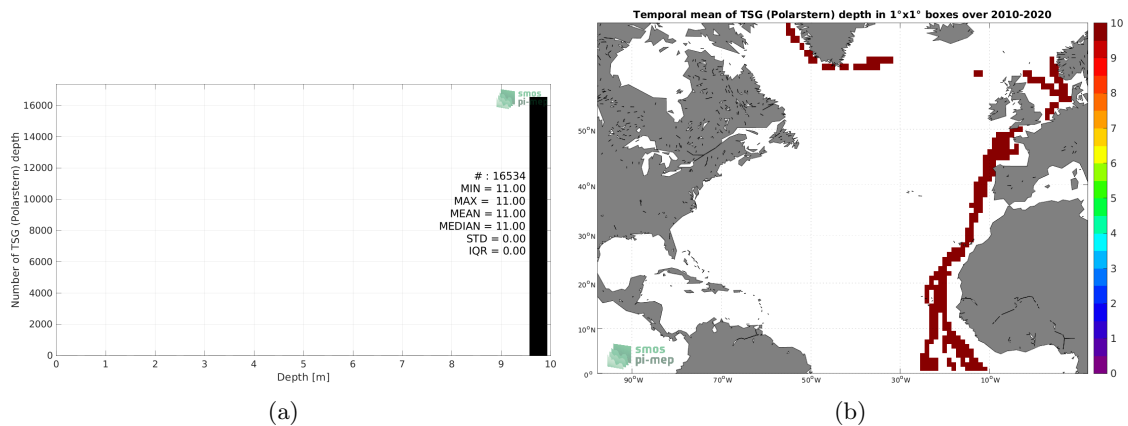 Temporal mean of TSG (Polarstern) depth in 1°x1° boxes over 2010-2020
smos
pi-mep
16000
14000
12000
10000
8000
6000
4000
2000
0
Number of TSG (Polarstern) depth
# : 16534
MIN = 11.00
MAX = 11.00
MEAN = 11.00
MEDIAN = 11.00
STD = 0.00
IQR = 0.00
0 1 2 3 4 5 6 7 8 9 10
Depth [m]
(a)
50°N
40°N
30°N
20°N
10°N
0°
90°W 70°W 50°W 30°W 10°W
smos
pi-mep
10
9
8
7
6
5
4
3
2
1
0
(b)